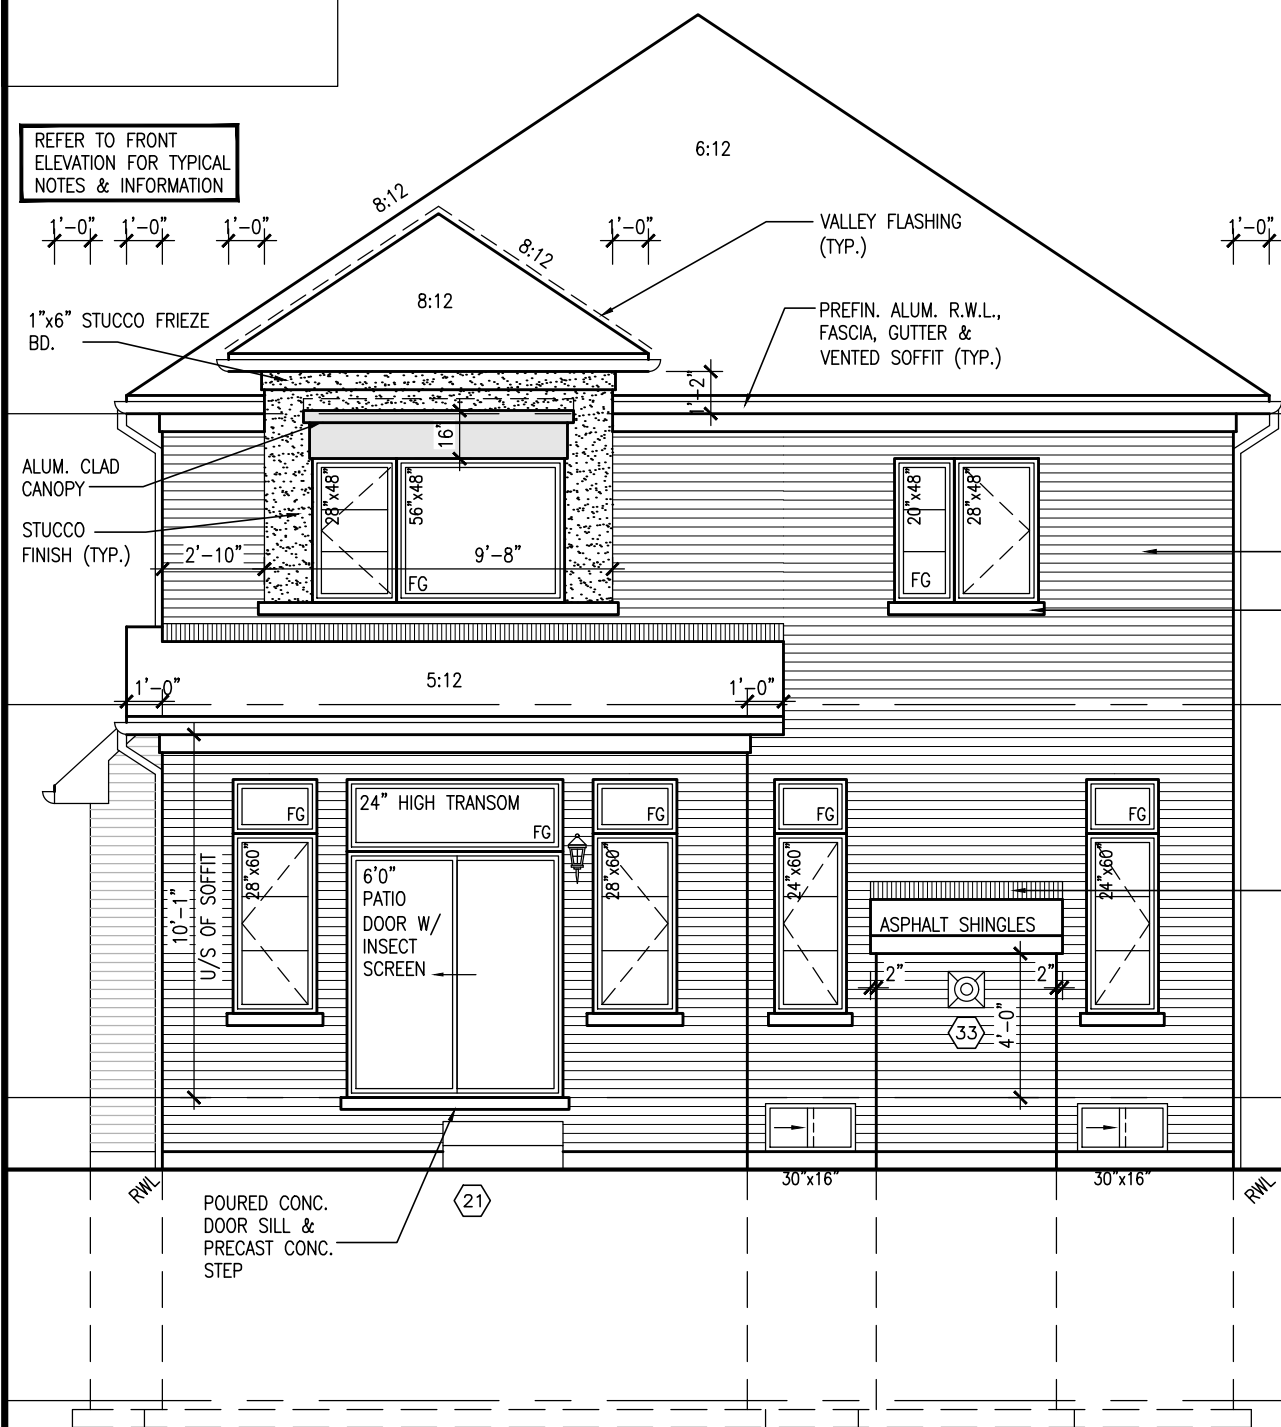 REFER TO FRONT
ELEVATION FOR TYPICAL
NOTES & INFORMATION
6:12
8:12
1'-0"
1'-0"
1'-0"
1'-0"
1'-0"
VALLEY FLASHING
(TYP.)
8:12
8:12
1"x6" STUCCO FRIEZE
BD.
PREFIN. ALUM. R.W.L.,
FASCIA, GUTTER &
VENTED SOFFIT (TYP.)
1'-2"
16"
ALUM. CLAD
CANOPY
STUCCO
FINISH (TYP.)
28"x48"
56"x48"
20"x48"
28"x48"
2'-10"
9'-8"
FG
FG
5:12
1'-0"
1'-0"
24" HIGH TRANSOM
FG
FG
FG
FG
FG
28"x60"
6'0"
PATIO
DOOR W/
INSECT
SCREEN
28"x60"
24"x60"
24"x60"
10'-1"
U/S OF SOFFIT
ASPHALT SHINGLES
2"
2"
33
4'-0"
30"x16"
30"x16"
RWL
RWL
21
POURED CONC.
DOOR SILL &
PRECAST CONC.
STEP